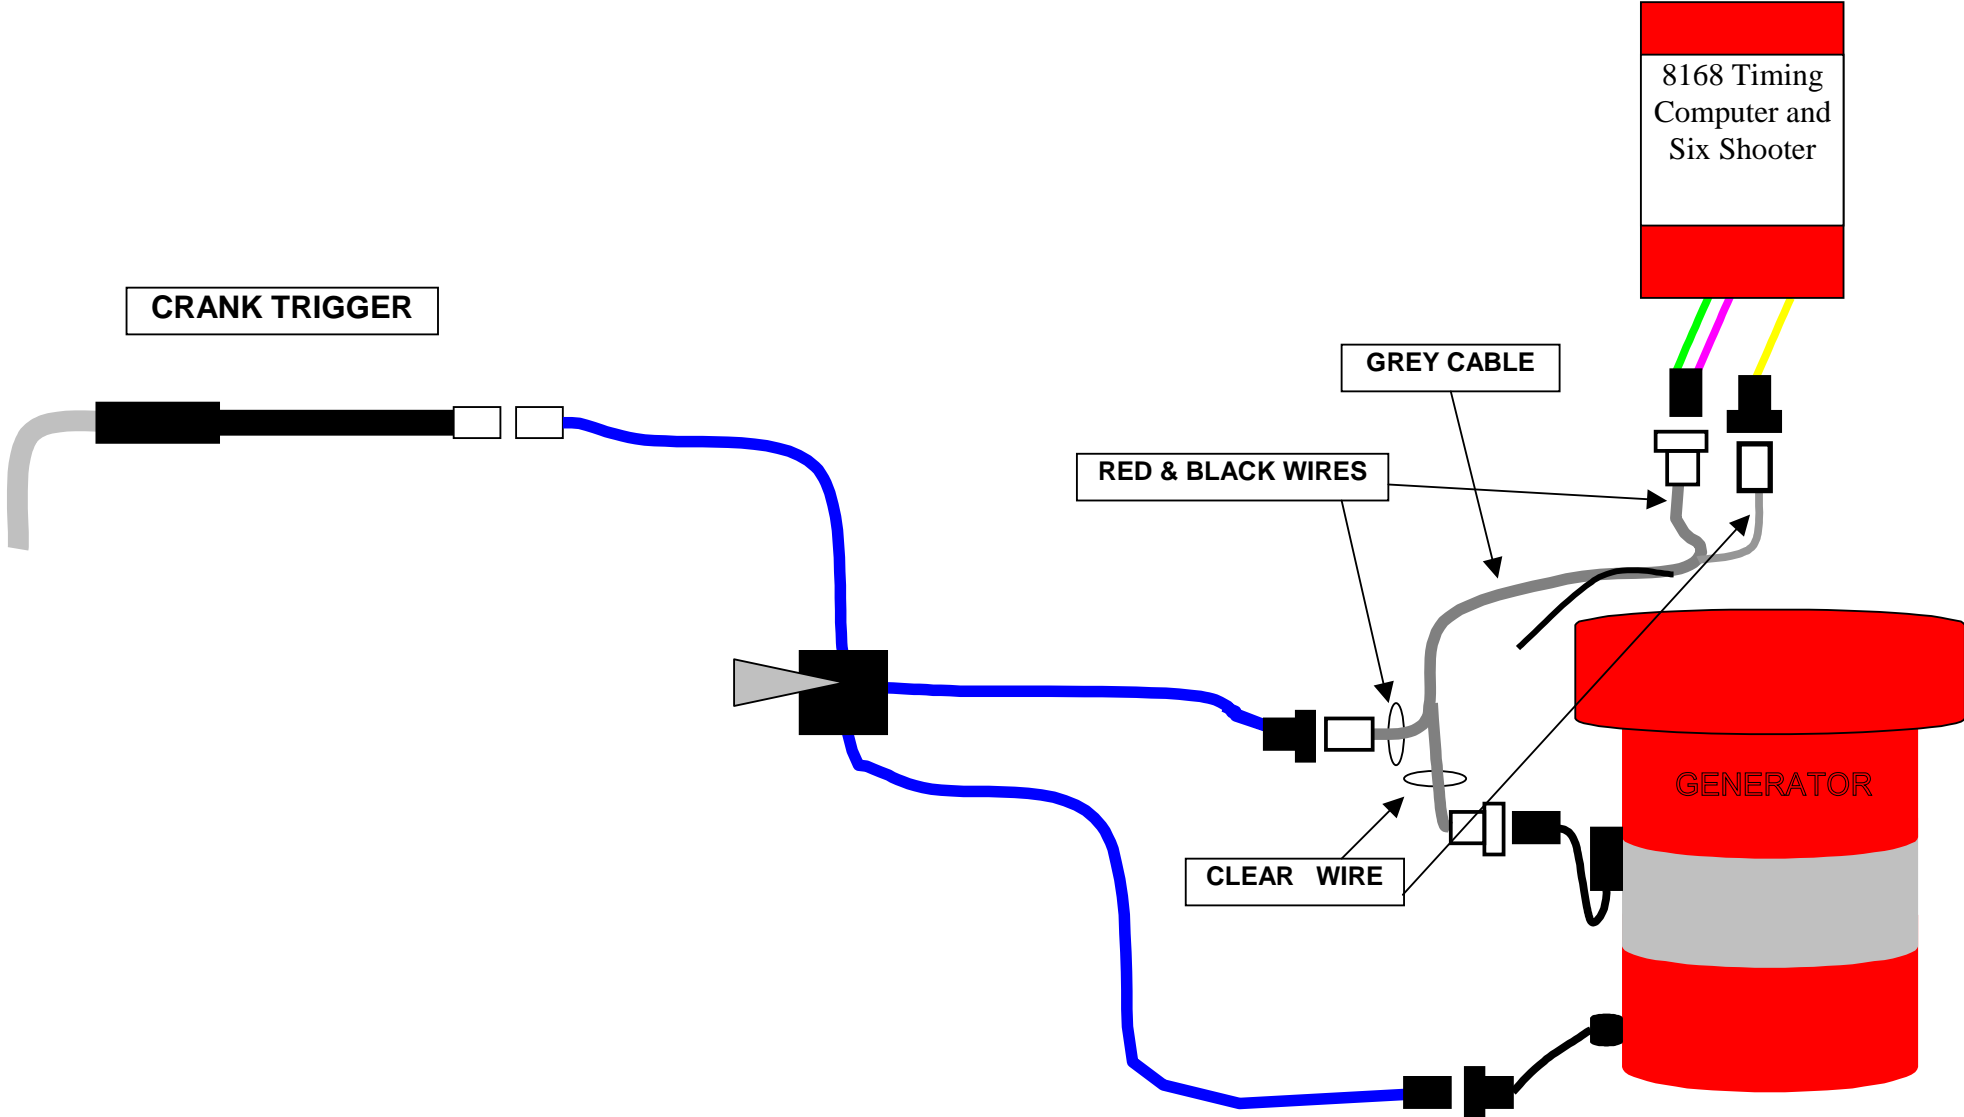 8168 Timing
Computer and
Six Shooter
CRANK TRIGGER
GREY CABLE
RED & BLACK WIRES
GENERATOR
CLEAR WIRE